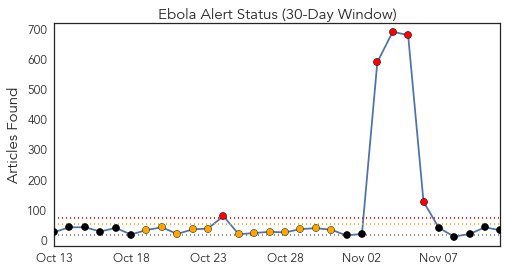 Ebola Alert Status (30-Day Window)
Articles Found
700
600
500
400
300
200
100
0
Oct 13
Oct 18
Oct 23
Oct 28
Nov 02
Nov 07